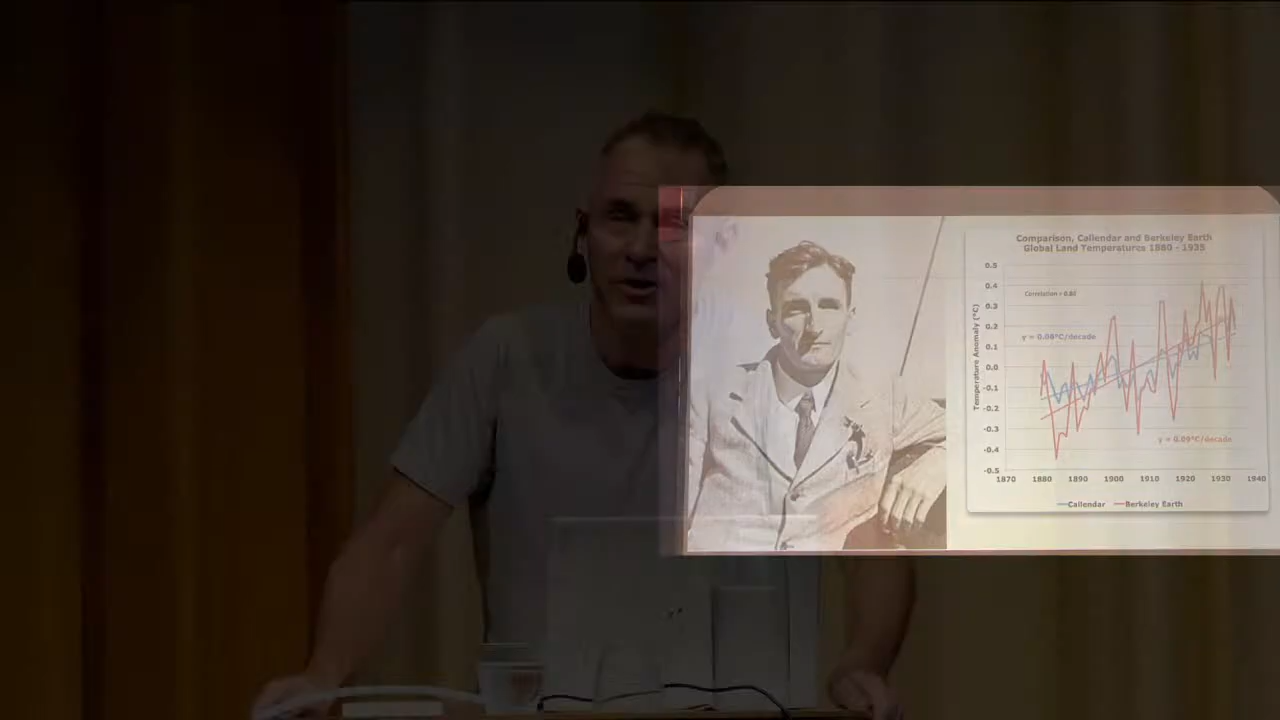 Comparison, Callendar and Berkeley Earth
Global Land Temperatures 1880 - 1935
0.5
0.4
Correlation = 0.80
0.3
0.2
y = 0.08°C/decade
0.1
0.0
-0.1
-0.2
-0.3
y = 0.09°C/decade
-0.4
-0.5
Temperature Anomaly (°C)
1870 1880 1890 1900 1910 1920 1930 1940
Callendar Berkeley Earth